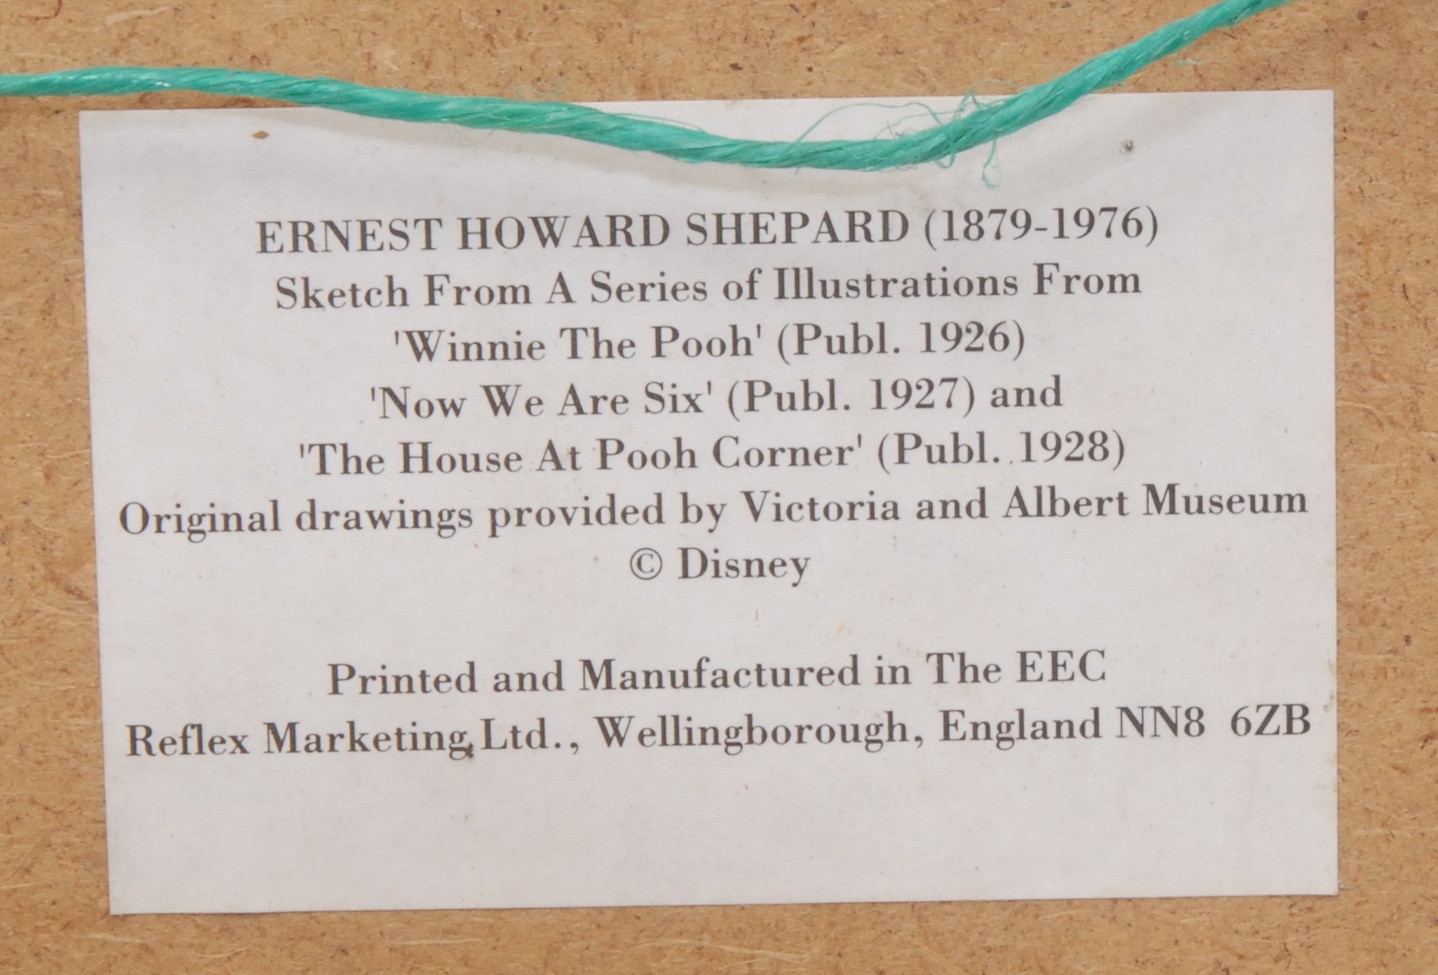 ERNEST HOWARD SHEPARD (1879-1976)
Sketch From A Series of Illustrations From
'Winnie The Pooh' (Publ. 1926)
'Now We Are Six' (Publ. 1927) and
'The House At Pooh Corner' (Publ. 1928)
Original drawings provided by Victoria and Albert Museum
© Disney
Printed and Manufactured in The EEC
Reflex Marketing Ltd., Wellingborough, England NN8 6ZB